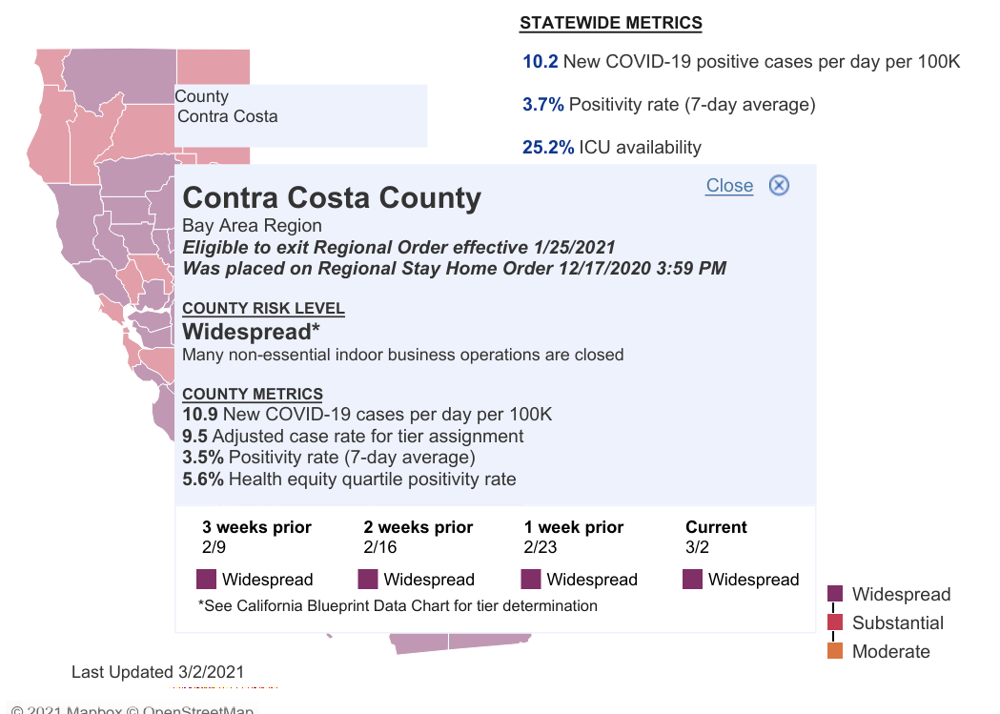 STATEWIDE METRICS
10.2 New COVID-19 positive cases per day per 100K
3.7% Positivity rate (7-day average)
25.2% ICU availability
County
Contra Costa
Close
Contra Costa County
Bay Area Region
Eligible to exit Regional Order effective 1/25/2021
Was placed on Regional Stay Home Order 12/17/2020 3:59 PM
COUNTY RISK LEVEL
Widespread*
Many non-essential indoor business operations are closed
COUNTY METRICS
10.9 New COVID-19 cases per day per 100K
9.5 Adjusted case rate for tier assignment
3.5% Positivity rate (7-day average)
5.6% Health equity quartile positivity rate
3 weeks prior 2 weeks prior 1 week prior Current
2/9 2/16 2/23 3/2
Widespread Widespread Widespread Widespread
*See California Blueprint Data Chart for tier determination
Widespread
Substantial
Moderate
Last Updated 3/2/2021
© 2021 Mapbox © OpenStreetMap